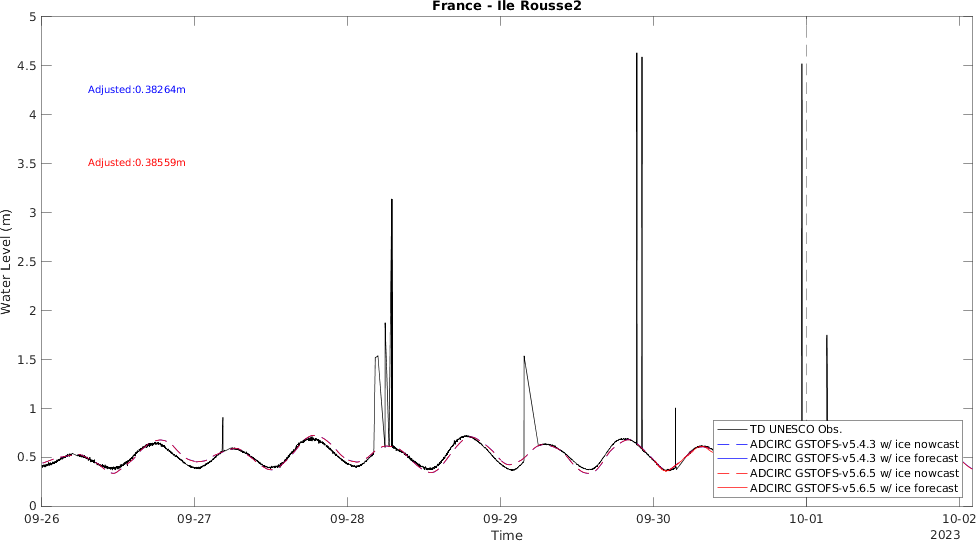 France - Ile Rousse2
5
4.5
4
3.5
3
2.5
2
1.5
1
0.5
0
Water Level (m)
Adjusted:0.38264m
Adjusted:0.38559m
TD UNESCO Obs.
ADCIRC GSTOFS-v5.4.3 w/ ice nowcast
ADCIRC GSTOFS-v5.4.3 w/ ice forecast
ADCIRC GSTOFS-v5.6.5 w/ ice nowcast
ADCIRC GSTOFS-v5.6.5 w/ ice forecast
09-26 09-27 09-28 09-29 09-30 10-01 10-02
Time
2023